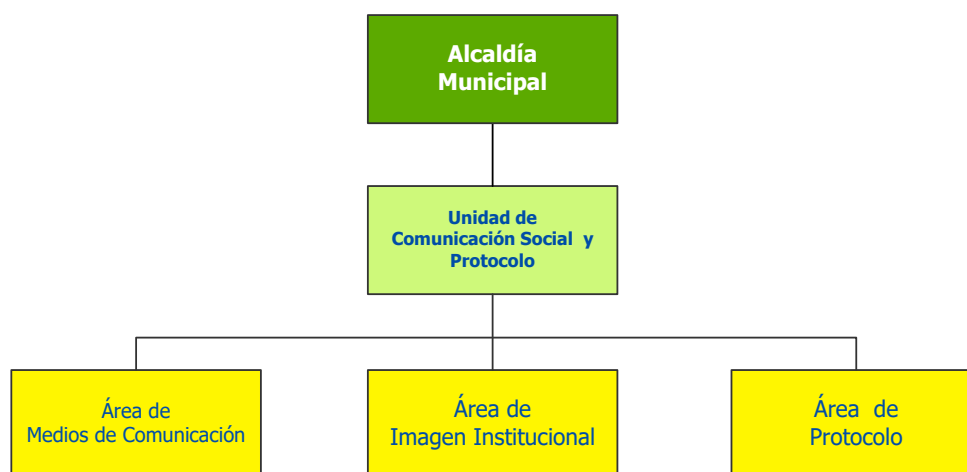 Alcaldía
Municipal
Unidad de
Comunicación Social y
Protocolo
Área de
Medios de Comunicación
Área de
Imagen Institucional
Área de
Protocolo